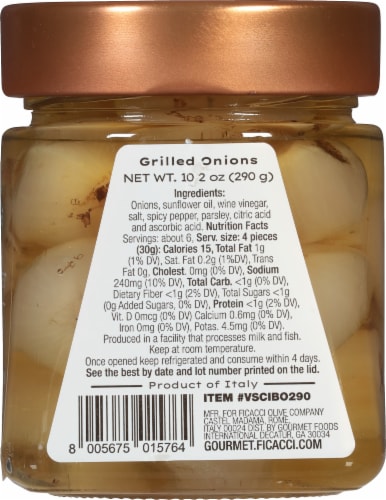 Grilled Onions
NET WT. 10 2 oz (290 g)
Ingredients:
Onions, sunflower oil, wine vinegar,
salt, spicy pepper, parsley, citric acid
and ascorbic acid. Nutrition Facts
Servings: about 6, Serv. size: 4 pieces
(30g): Calories 15, Total Fat 1g
(1% DV), Sat. Fat 0.2g (1%DV), Trans
Fat 0g, Cholest. 0mg (0% DV), Sodium
240mg (10% DV), Total Carb. <1g (0% DV),
Dietary Fiber <1g (2% DV), Total Sugars <1g
(0g Added Sugars, 0% DV), Protein <1g (2% DV),
Vit. D 0mcg (0% DV) Calcium 0.6mg (0% DV),
Iron 0mg (0% DV), Potas. 4.5mg (0% DV).
Produced in a facility that processes milk and fish.
Keep at room temperature.
Once opened keep refrigerated and consume within 4 days.
See the best by date and lot number printed on the lid.
Product of Italy
ITEM #VSCIBO290
MFR. FOR FICACCI OLIVE COMPANY
CASTEL MADAMA, ROME,
ITALY 00024 DIST. BY GOURMET FOODS
INTERNATIONAL DECATUR, GA 30034
GOURMET.FICACCI.COM
8 005675 015764